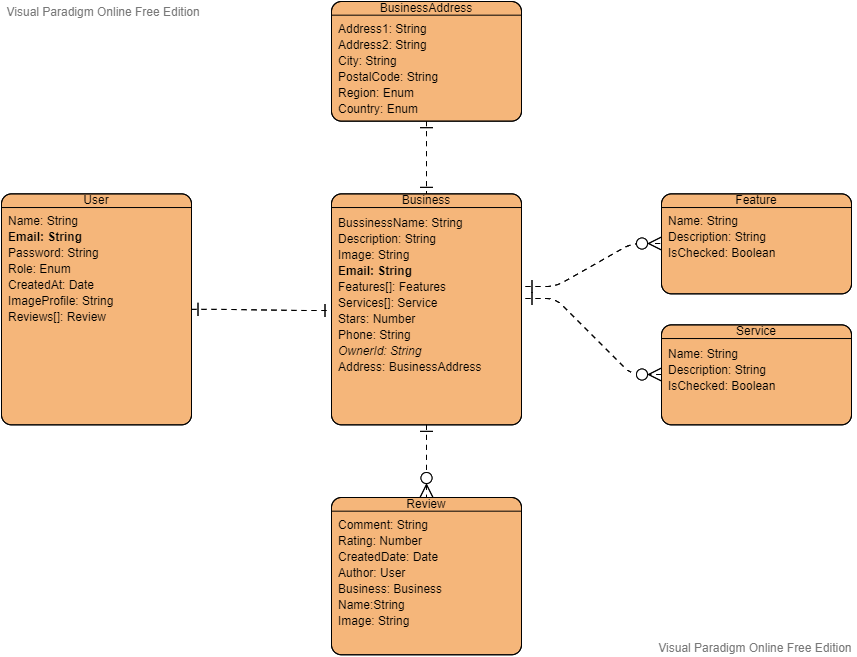 Visual Paradigm Online Free Edition
BusinessAddress
Address1: String
Address2: String
City: String
PostalCode: String
Region: Enum
Country: Enum
User
Name: String
Email: String
Password: String
Role: Enum
CreatedAt: Date
ImageProfile: String
Reviews[]: Review
Business
BussinessName: String
Description: String
Image: String
Email: String
Features[]: Features
Services[]: Service
Stars: Number
Phone: String
OwnerId: String
Address: BusinessAddress
Feature
Name: String
Description: String
IsChecked: Boolean
Service
Name: String
Description: String
IsChecked: Boolean
Review
Comment: String
Rating: Number
CreatedDate: Date
Author: User
Business: Business
Name:String
Image: String
Visual Paradigm Online Free Edition